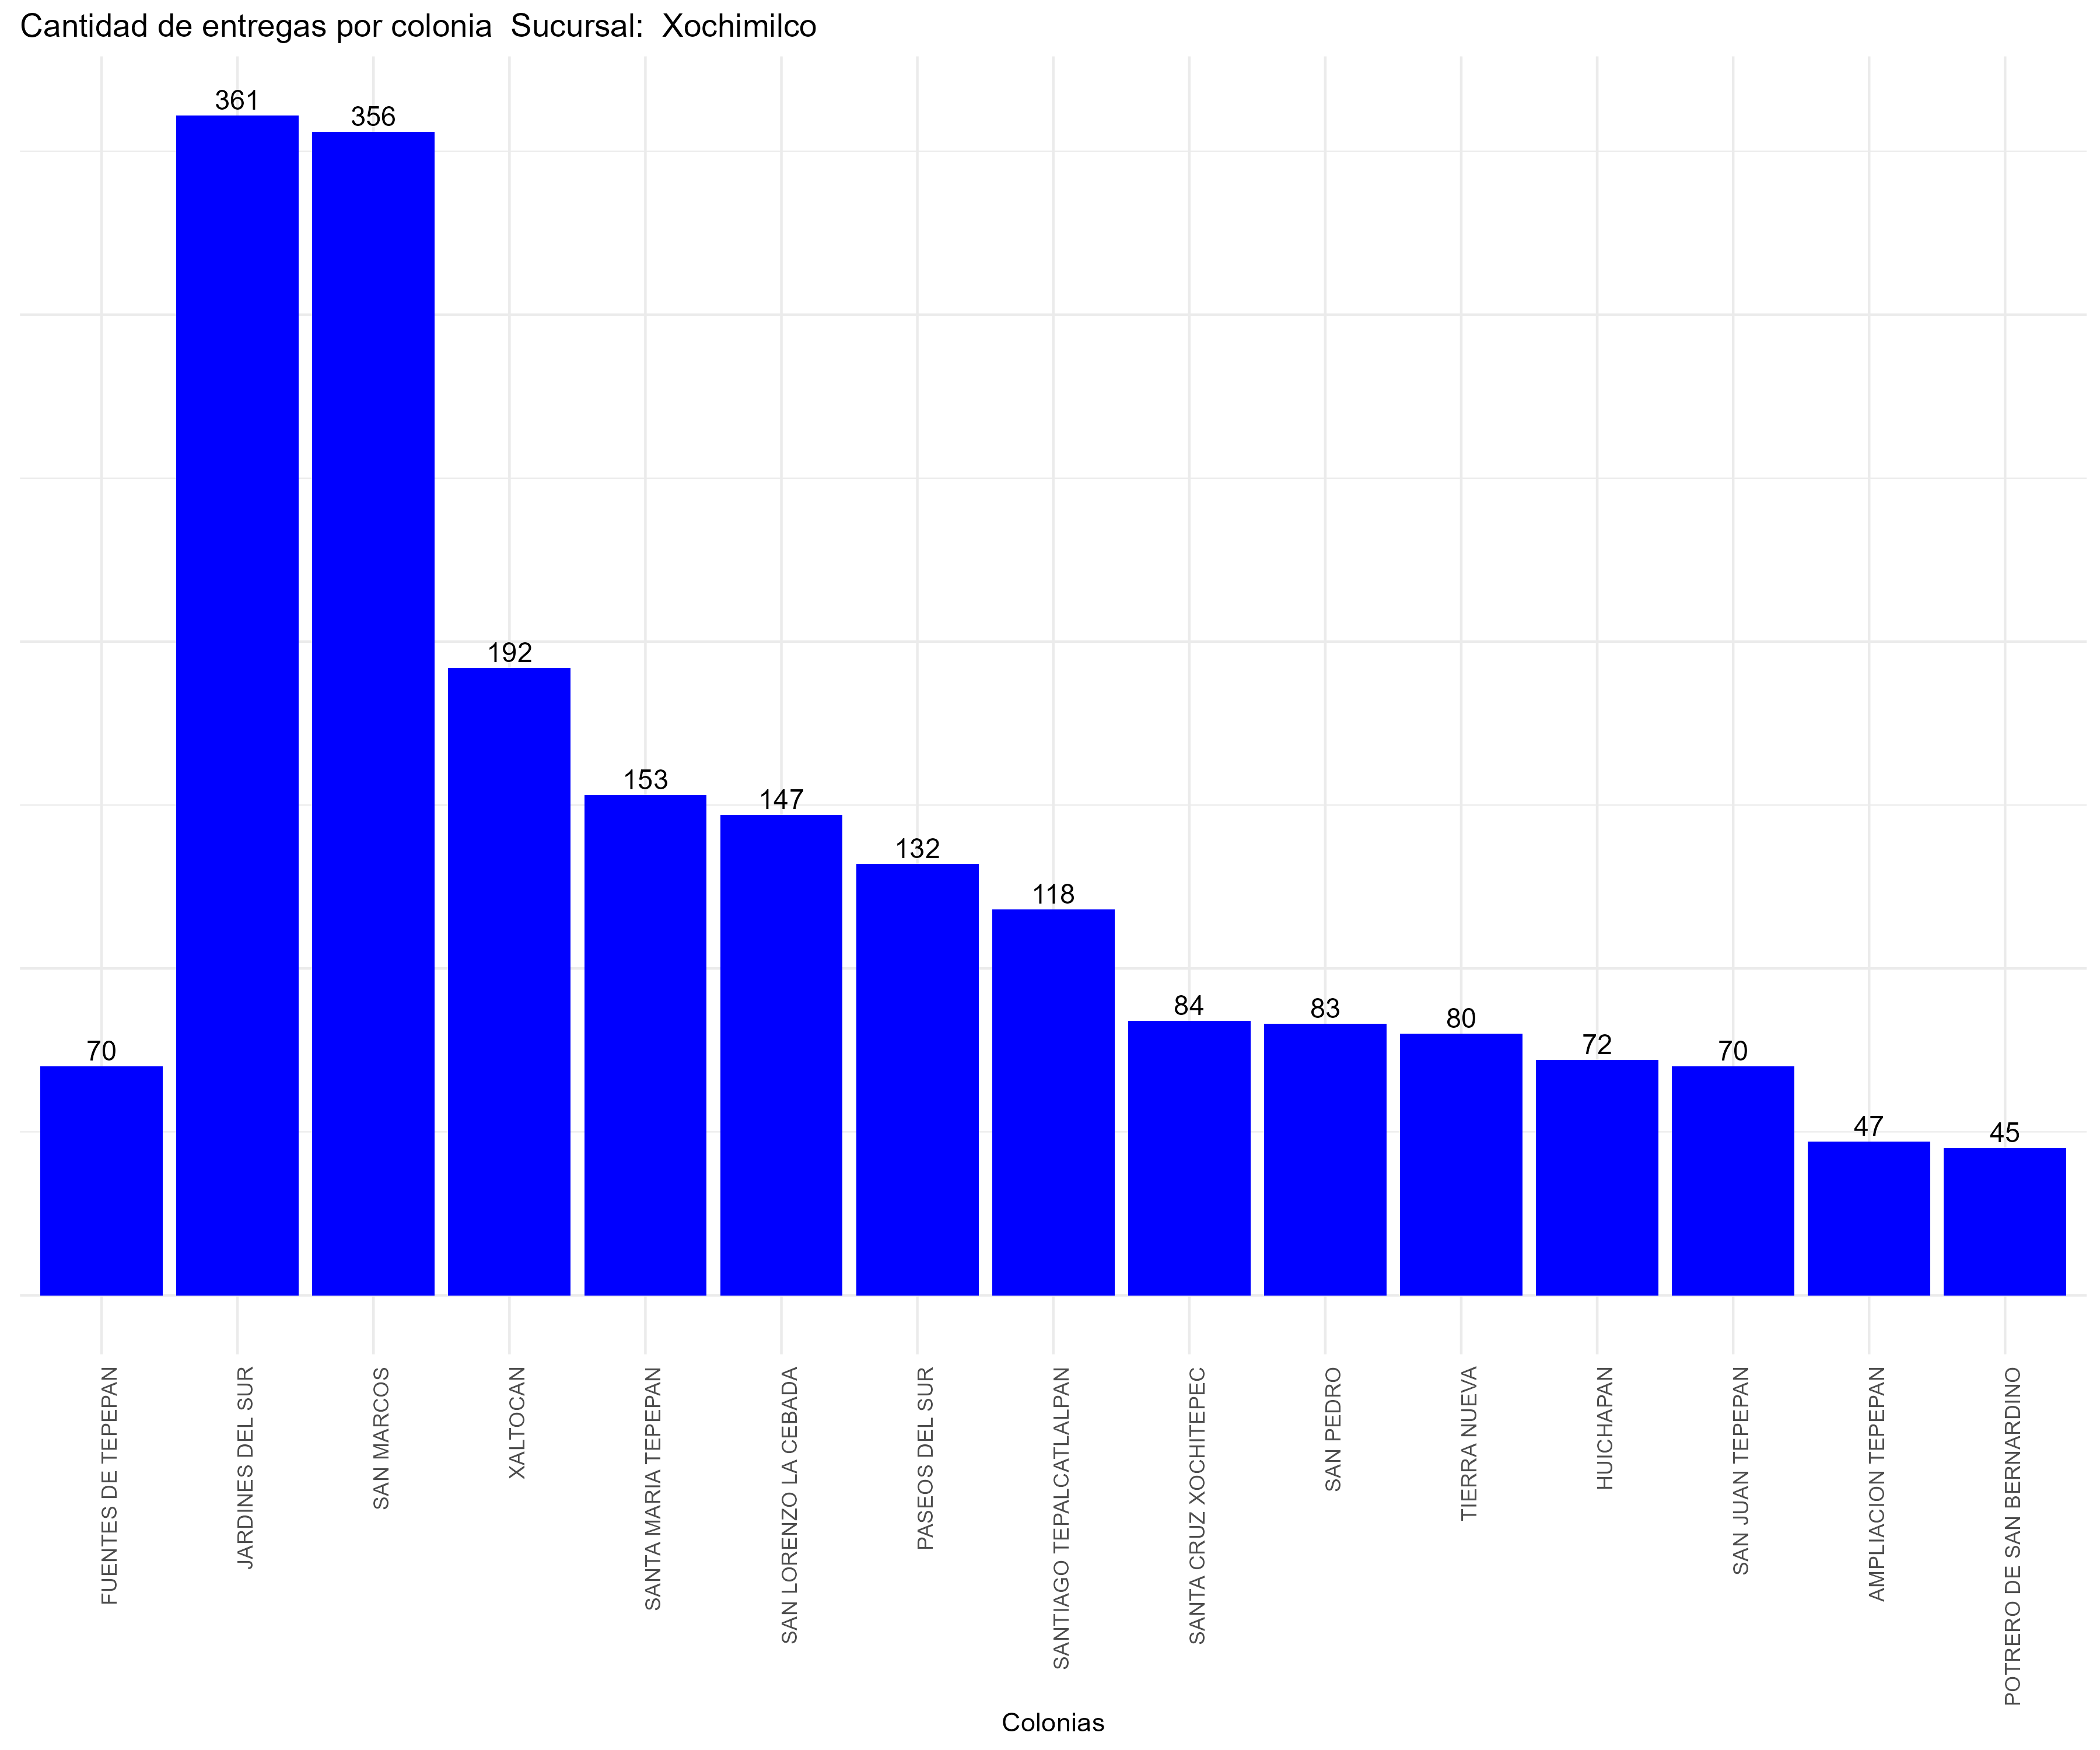 Cantidad de entregas por colonia  Sucursal:  Xochimilco
70
361
356
192
153
147
132
118
84
83
80
72
70
47
45
FUENTES DE TEPEPAN
JARDINES DEL SUR
SAN MARCOS
XALTOCAN
SANTA MARIA TEPEPAN
SAN LORENZO LA CEBADA
PASEOS DEL SUR
SANTIAGO TEPALCATLALPAN
SANTA CRUZ XOCHITEPEC
SAN PEDRO
TIERRA NUEVA
HUICHAPAN
SAN JUAN TEPEPAN
AMPLIACION TEPEPAN
POTRERO DE SAN BERNARDINO
Colonias